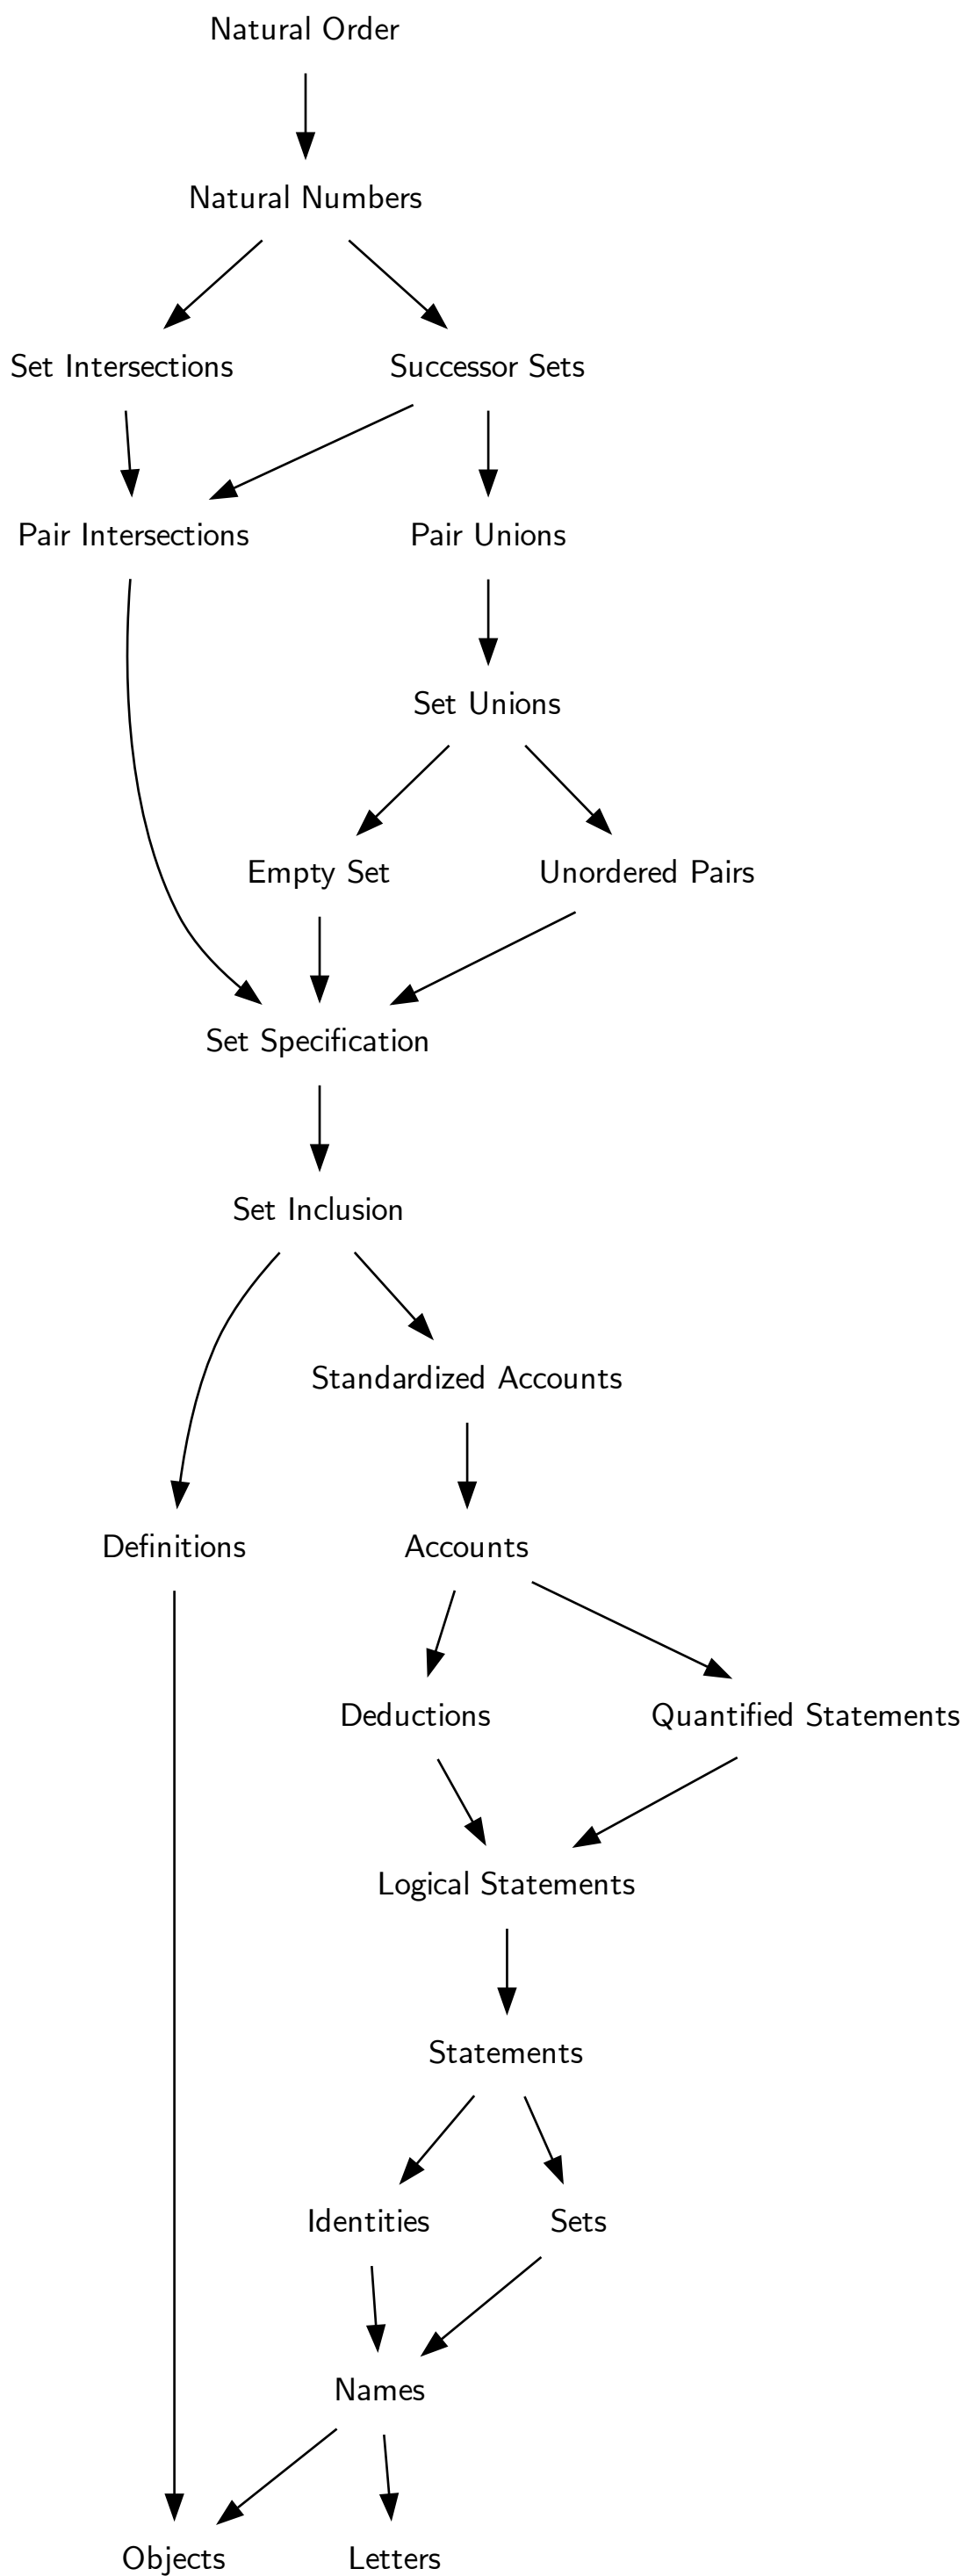 Natural Order
Natural Numbers
Set Intersections
Successor Sets
Pair Intersections
Pair Unions
Set Unions
Empty Set
Unordered Pairs
Set Specification
Set Inclusion
Standardized Accounts
Definitions
Accounts
Deductions
Quantified Statements
Logical Statements
Statements
Identities
Sets
Names
Objects
Letters